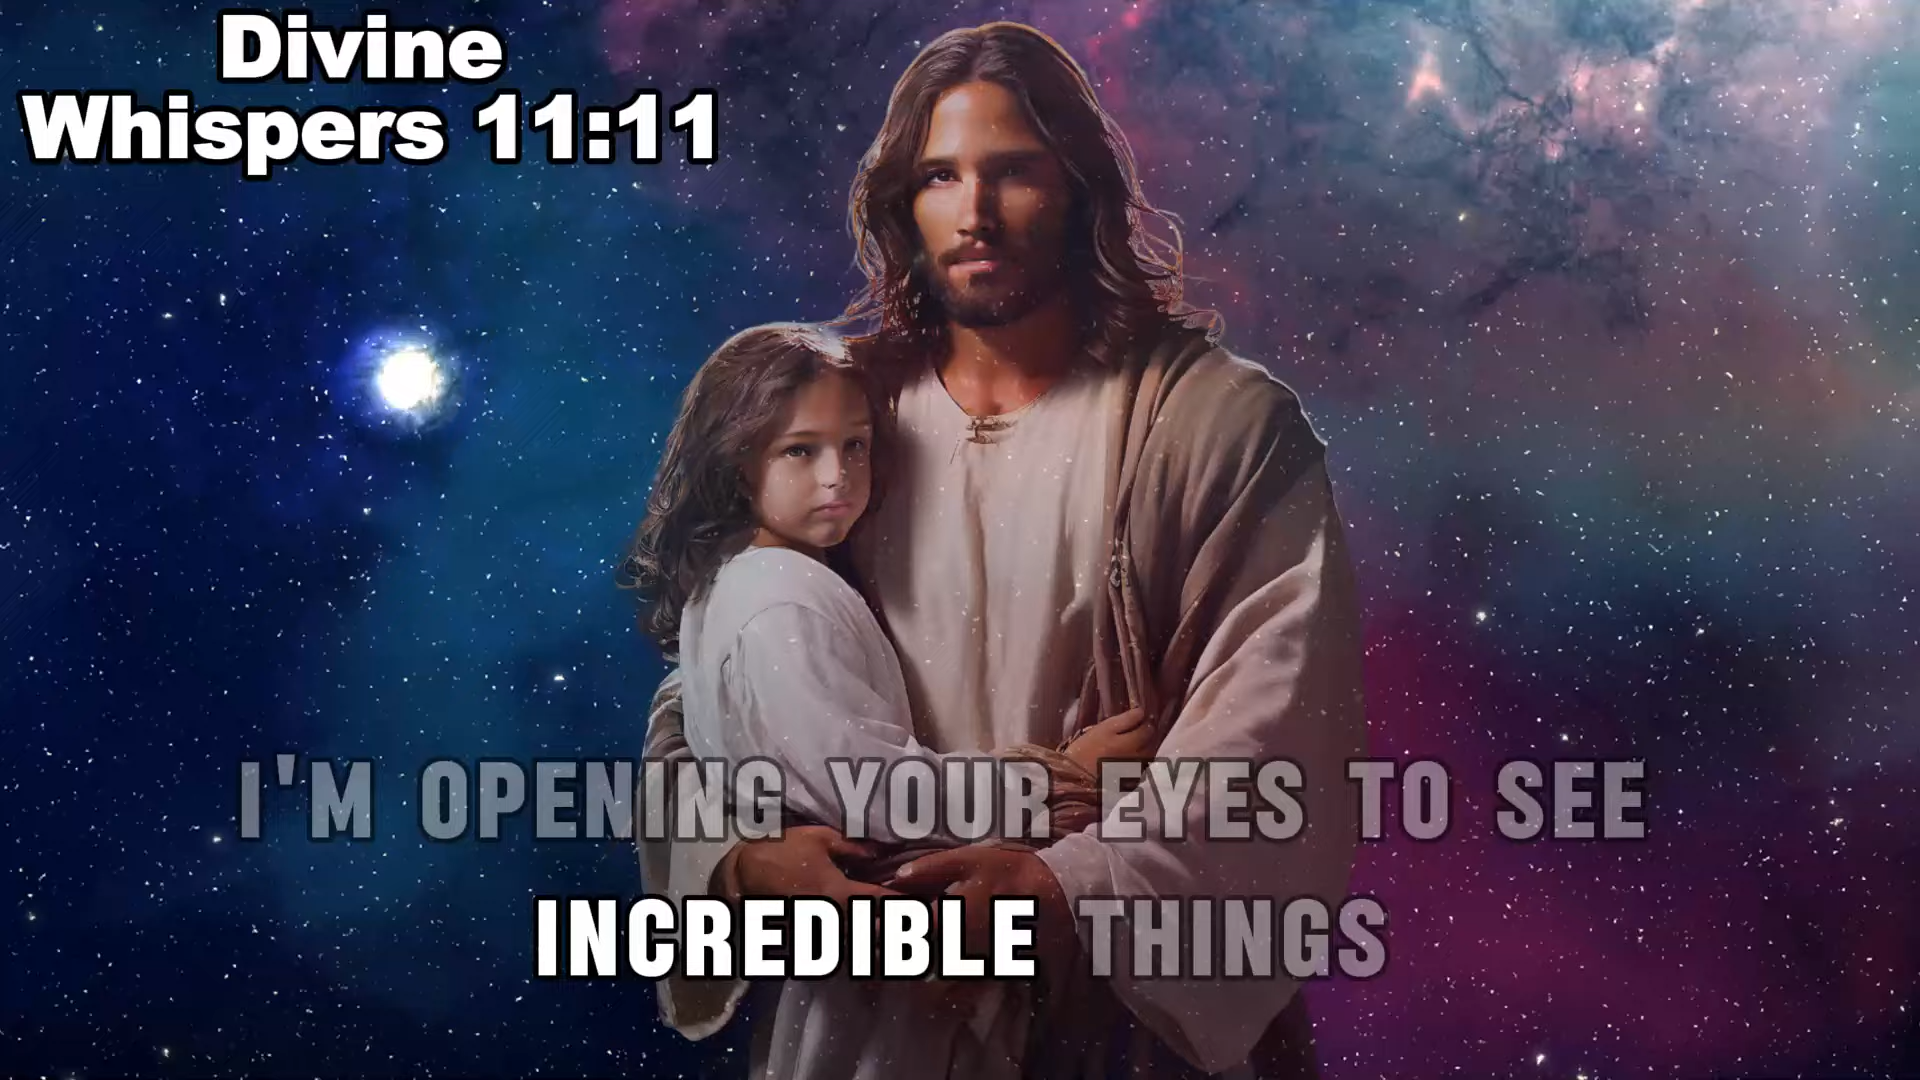 Divine
Whispers 11:11
I'M OPENING YOUR EYES TO SEE
INCREDIBLE THINGS